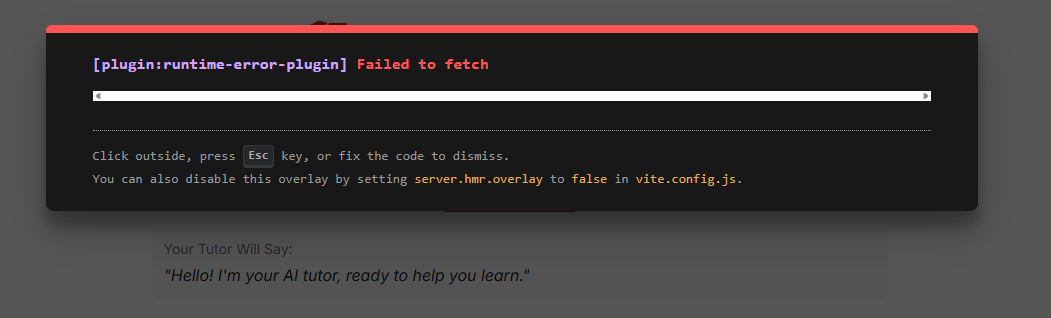 [plugin:runtime-error-plugin] Failed to fetch
Click outside, press Esc key, or fix the code to dismiss.
You can also disable this overlay by setting server.hmr.overlay to false in vite.config.js.
Your Tutor Will Say:
"Hello! I'm your AI tutor, ready to help you learn."